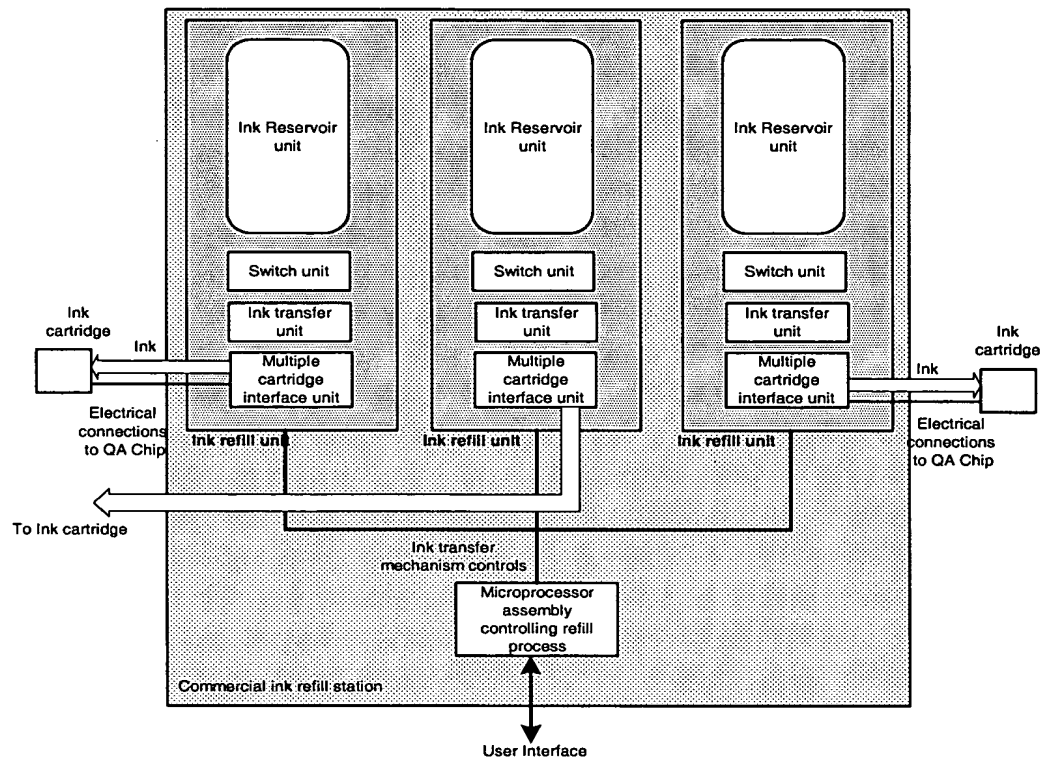 Ink Reservoir
unit
Ink Reservoir
unit
Ink Reservoir
unit
Switch unit
Switch unit
Switch unit
Ink transfer
unit
Ink transfer
unit
Ink transfer
unit
Ink
cartridge
Ink
Multiple
cartridge
interface unit
Multiple
cartridge
interface unit
Multiple
cartridge
interface unit
Ink
Ink
cartridge
Electrical
connections
to QA Chip
Ink refill unit
Ink refill unit
Ink refill unit
Electrical
connections
to QA Chip
To Ink cartridge
Ink transfer
mechanism controls
Microprocessor
assembly
controlling refill
process
Commercial ink refill station
User Interface